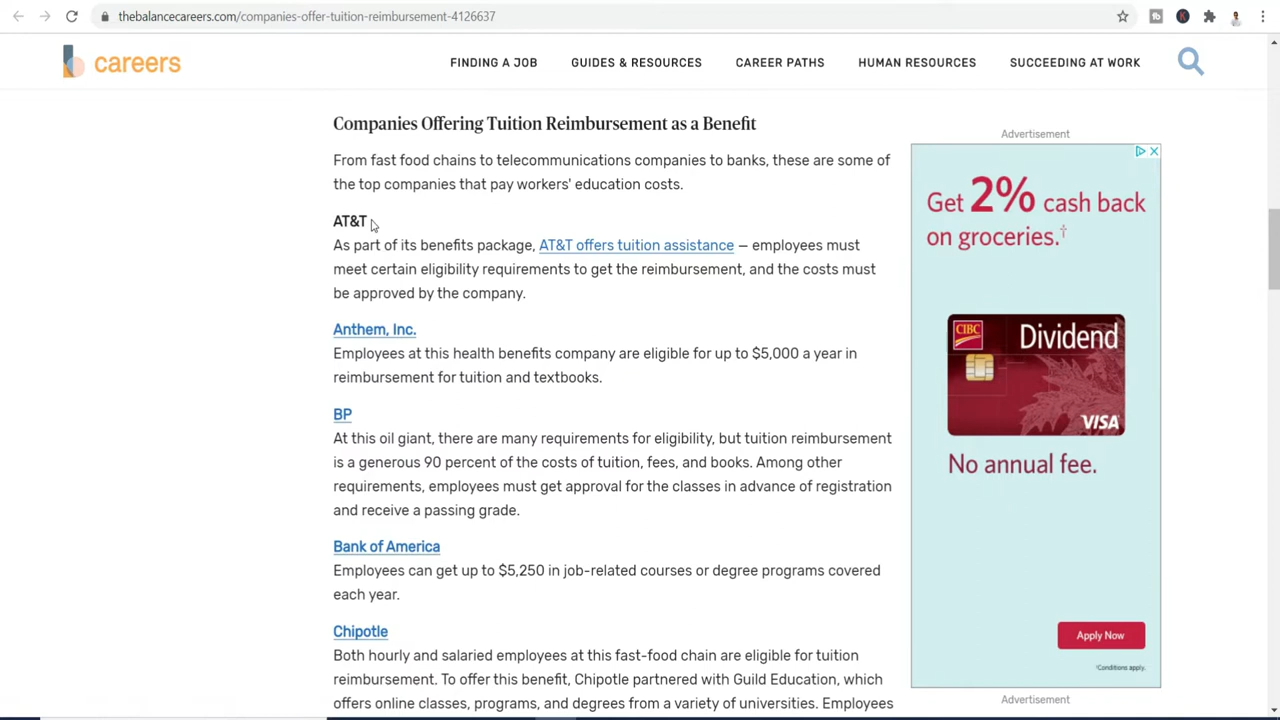 thebalancecareers.com/companies-offer-tuition-reimbursement-4126637
careers
FINDING A JOB
GUIDES & RESOURCES
CAREER PATHS
HUMAN RESOURCES
SUCCEEDING AT WORK
Companies Offering Tuition Reimbursement as a Benefit
From fast food chains to telecommunications companies to banks, these are some of
the top companies that pay workers' education costs.
AT&T
As part of its benefits package, AT&T offers tuition assistance — employees must
meet certain eligibility requirements to get the reimbursement, and the costs must
be approved by the company.
Anthem, Inc.
Employees at this health benefits company are eligible for up to $5,000 a year in
reimbursement for tuition and textbooks.
BP
At this oil giant, there are many requirements for eligibility, but tuition reimbursement
is a generous 90 percent of the costs of tuition, fees, and books. Among other
requirements, employees must get approval for the classes in advance of registration
and receive a passing grade.
Bank of America
Employees can get up to $5,250 in job-related courses or degree programs covered
each year.
Chipotle
Both hourly and salaried employees at this fast-food chain are eligible for tuition
reimbursement. To offer this benefit, Chipotle partnered with Guild Education, which
offers online classes, programs, and degrees from a variety of universities. Employees
Advertisement
Get 2% cash back
on groceries.†
CIBC
Dividend
VISA
No annual fee.
Apply Now
†Conditions apply.
Advertisement